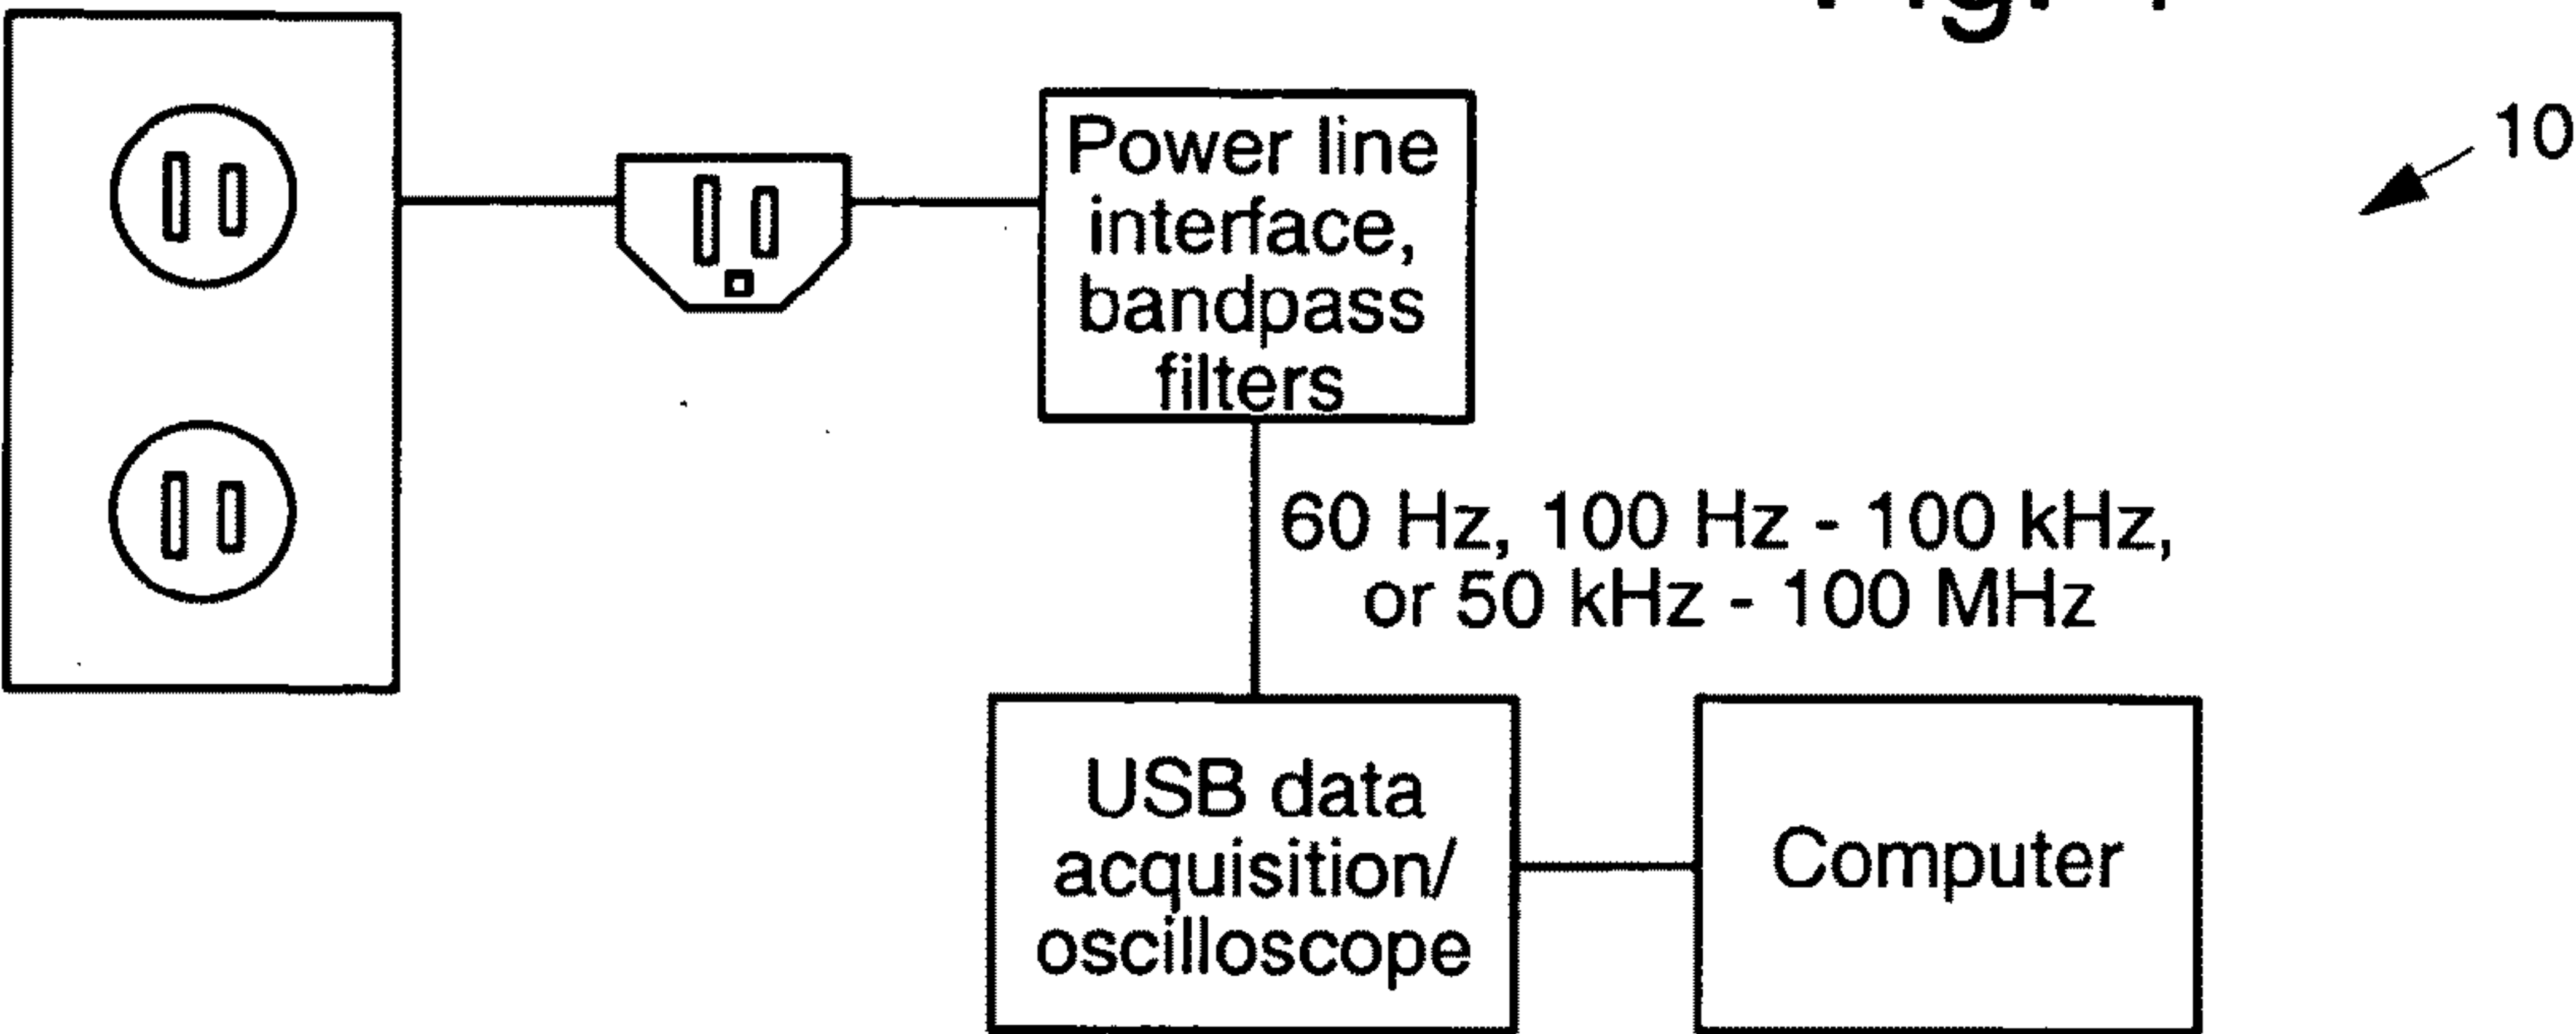 10
Power line
interface,
bandpass
filters
60 Hz, 100 Hz - 100 kHz,
or 50 kHz - 100 MHz
USB data
acquisition/
oscilloscope
Computer